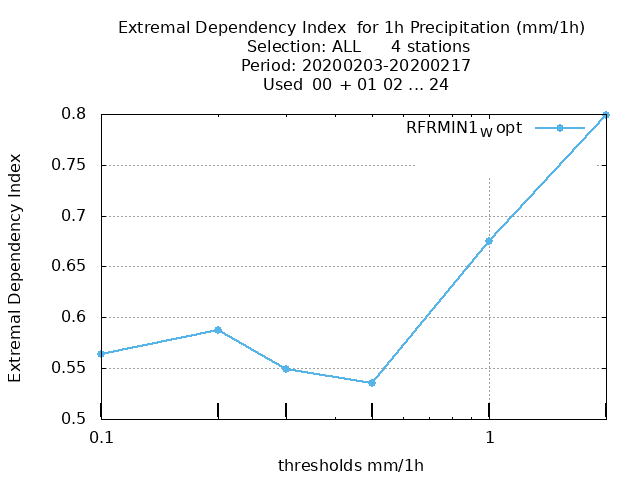 Extremal Dependency Index  for 1h Precipitation (mm/1h)
Selection: ALL      4 stations
Period: 20200203-20200217
Used  00 + 01 02 ... 24
RFRMIN1_W opt
Extremal Dependency Index
0.8
0.75
0.7
0.65
0.6
0.55
0.5
0.1
1
thresholds mm/1h